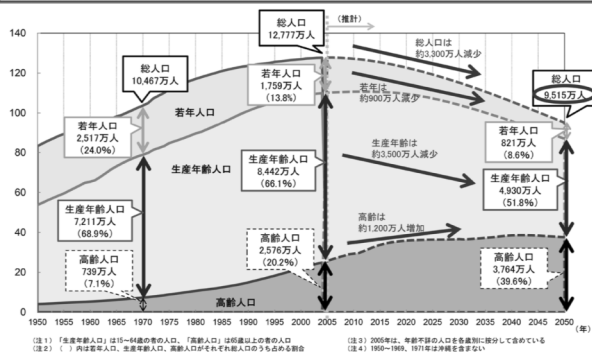 (推計)
総人口
12,777万人
総人口は
約3,300万人減少
140
120
100
80
60
40
20
0
総人口
10,467万人
若年人口
2,517万人
(24.0%)
若年人口
若年人口
1,759万人
(13.8%)
若年は
約900万人減少
総人口
9,515万人
若年人口
821万人
(8.6%)
生産年齢人口
生産年齢人口
7,211万人
(68.9%)
生産年齢人口
8,442万人
(66.1%)
生産年齢は
約3,500万人減少
生産年齢人口
4,930万人
(51.8%)
高齢人口
739万人
(7.1%)
高齢人口
2,576万人
(20.2%)
高齢は
約1,200万人増加
高齢人口
3,764万人
(39.6%)
高齢人口
1950 1955 1960 1965 1970 1975 1980 1985 1990 1995 2000 2005 2010 2015 2020 2025 2030 2035 2040 2045 2050
(年)
(注1)「生産年齢人口」は15~64歳の者の人口、「高齢人口」は65歳以上の者の人口
(注2)( )内は若年人口、生産年齢人口、高齢人口がそれぞれ総人口のうち占める割合
(注3)2005年は、年齢不詳の人口を各歳別に按分して含めている
(注4)1950~1969、1971年は沖縄を含まない